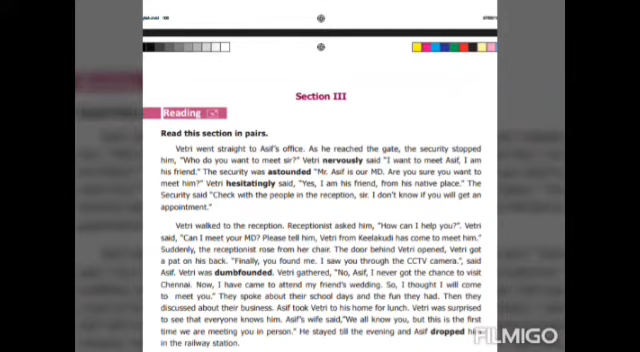 Section III
Reading
Read this section in pairs.
Vetri went straight to Asif's office. As he reached the gate, the security stopped
him, "Who do you want to meet sir?" Vetri nervously said "I want to meet Asif, I am
his friend." The security was astounded "Mr. Asif is our MD. Are you sure you want to
meet him?" Vetri hesitatingly said, "Yes, I am his friend, from his native place." The
Security said "Check with the people in the reception, sir. I don't know if you will get an
appointment."
Vetri walked to the reception. Receptionist asked him, "How can I help you?". Vetri
said, "Can I meet your MD? Please tell him, Vetri from Keelakudi has come to meet him."
Suddenly, the receptionist rose from her chair. The door behind Vetri opened, Vetri got
a pat on his back. "Finally, you found me. I saw you through the CCTV camera.", said
Asif. Vetri was dumbfounded. Vetri gathered, "No, Asif, I never got the chance to visit
Chennai. Now, I have come to attend my friend's wedding. So, I thought I will come
to meet you." They spoke about their school days and the fun they had. Then they
discussed about their business. Asif took Vetri to his home for lunch. Vetri was surprised
to see that everyone knows him. Asif's wife said,"We all know you, but this is the first
time we are meeting you in person." He stayed till the evening and Asif dropped him
in the railway station.
FILMIGO